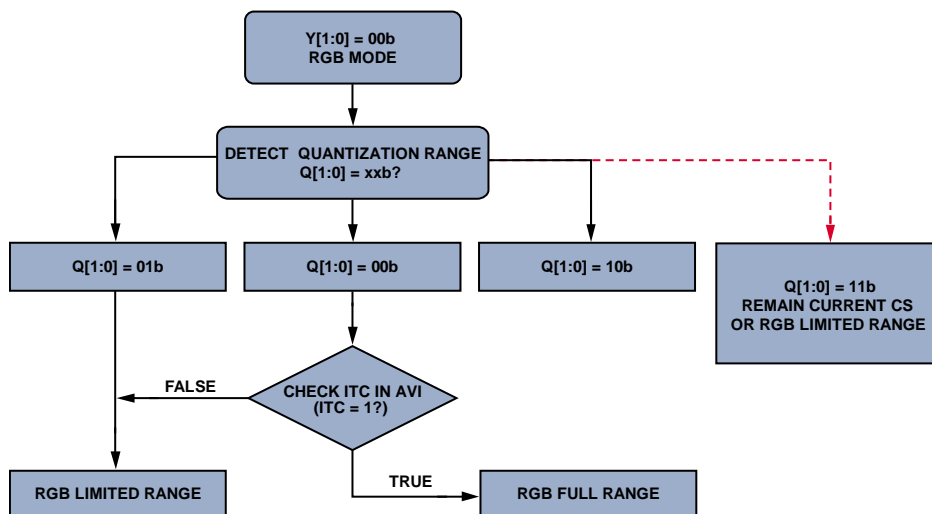 Y[1:0] = 00b
RGB MODE
DETECT QUANTIZATION RANGE
Q[1:0] = xxb?
Q[1:0] = 01b
Q[1:0] = 00b
Q[1:0] = 10b
Q[1:0] = 11b
REMAIN CURRENT CS
OR RGB LIMITED RANGE
FALSE
CHECK ITC IN AVI
(ITC = 1?)
TRUE
RGB LIMITED RANGE
RGB FULL RANGE